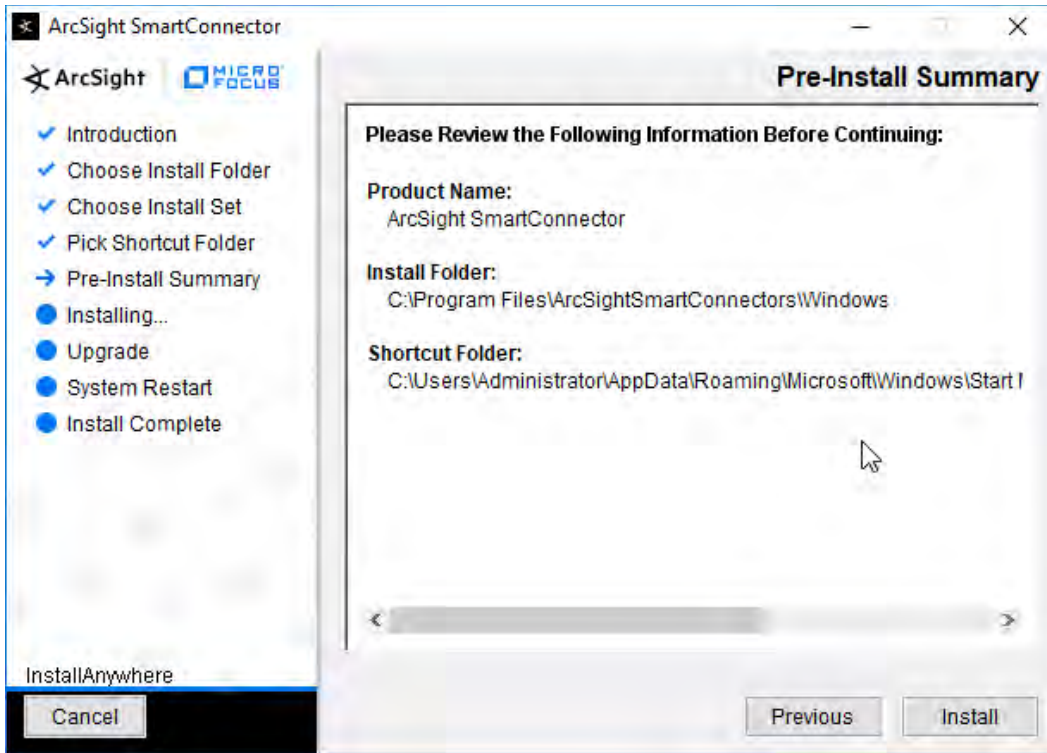 ArcSight SmartConnector
ArcSight MICRO FOCUS
Pre-Install Summary
Introduction
Choose Install Folder
Choose Install Set
Pick Shortcut Folder
Pre-Install Summary
Installing...
Upgrade
System Restart
Install Complete
Please Review the Following Information Before Continuing:
Product Name:
ArcSight SmartConnector
Install Folder:
C:\Program Files\ArcSightSmartConnectors\Windows
Shortcut Folder:
C:\Users\Administrator\AppData\Roaming\Microsoft\Windows\Start
InstallAnywhere
Cancel
Previous
Install